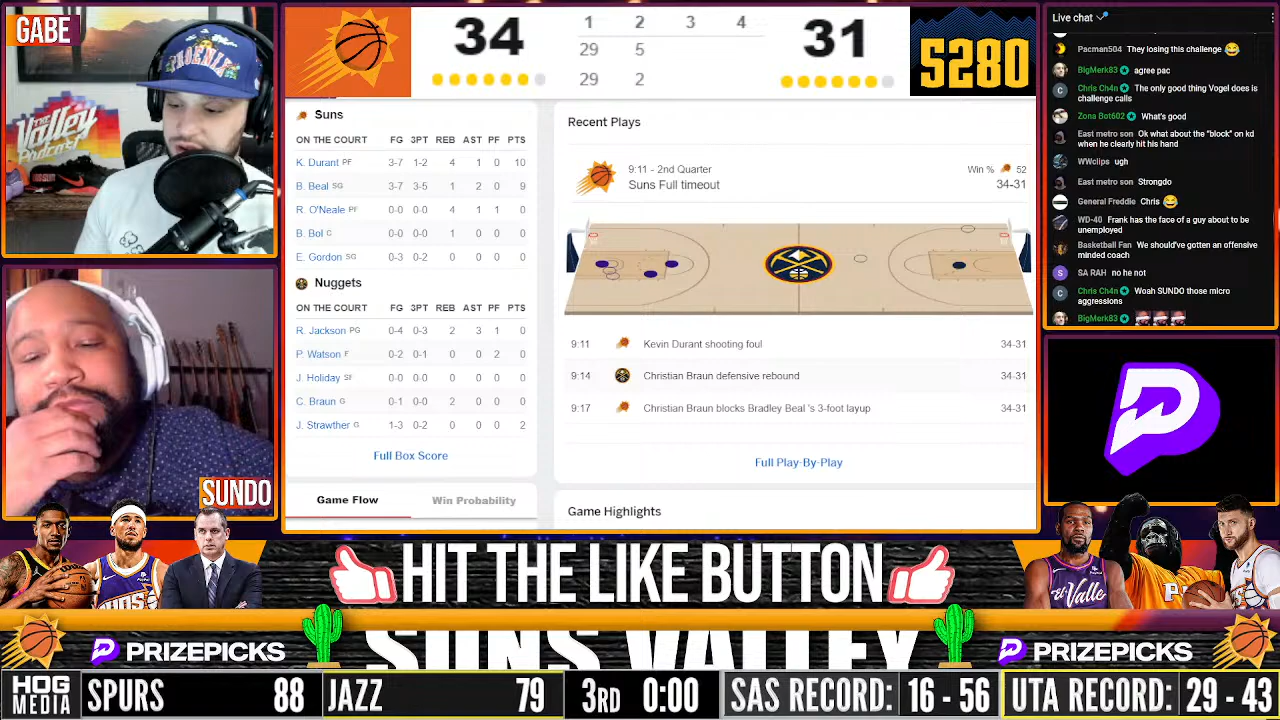 GABE
PHOENIX
THE
Valley
PODCAST
SUNDO
34
1 2 3 4
29 5
29 2
31
5280
Suns
ON THE COURT FG 3PT REB AST PF PTS
K. Durant PF 3-7 1-2 4 1 0 10
B. Beal SG 3-7 3-5 1 2 0 9
R. O'Neale PF 0-0 0-0 4 1 1 0
B. Bol C 0-0 0-0 1 0 0 0
E. Gordon SG 0-3 0-2 0 0 0 0
Nuggets
ON THE COURT FG 3PT REB AST PF PTS
R. Jackson PG 0-4 0-3 2 3 1 0
P. Watson F 0-2 0-1 0 0 2 0
J. Holiday SF 0-0 0-0 0 0 0 0
C. Braun G 0-1 0-0 2 0 0 0
J. Strawther G 1-3 0-2 0 0 0 2
Full Box Score
Game Flow Win Probability
Recent Plays
9:11 - 2nd Quarter
Suns Full timeout
Win % 52
34-31
9:11 Kevin Durant shooting foul 34-31
9:14 Christian Braun defensive rebound 34-31
9:17 Christian Braun blocks Bradley Beal 's 3-foot layup 34-31
Full Play-By-Play
Game Highlights
Live chat
Pacman504 They losing this challenge 😂
BigMerk83 agree pac
Chris Ch4n The only good thing Vogel does is
challenge calls
Zona Bot602 What's good
East metro son Ok what about the "block" on kd
when he clearly hit his hand
WWclips ugh
East metro son Strongdo
General Freddie Chris 😂
WD-40 Frank has the face of a guy about to be
unemployed
Basketball Fan We should've gotten an offensive
minded coach
SA RAH no he not
Chris Ch4n Woah SUNDO those micro
aggressions
BigMerk83
HIT THE LIKE BUTTON
SUNS VALLEY
PRIZEPICKS
PRIZEPICKS
HOG
MEDIA
SPURS 88 JAZZ 79 3RD 0:00 SAS RECORD: 16 - 56 UTA RECORD: 29 - 43